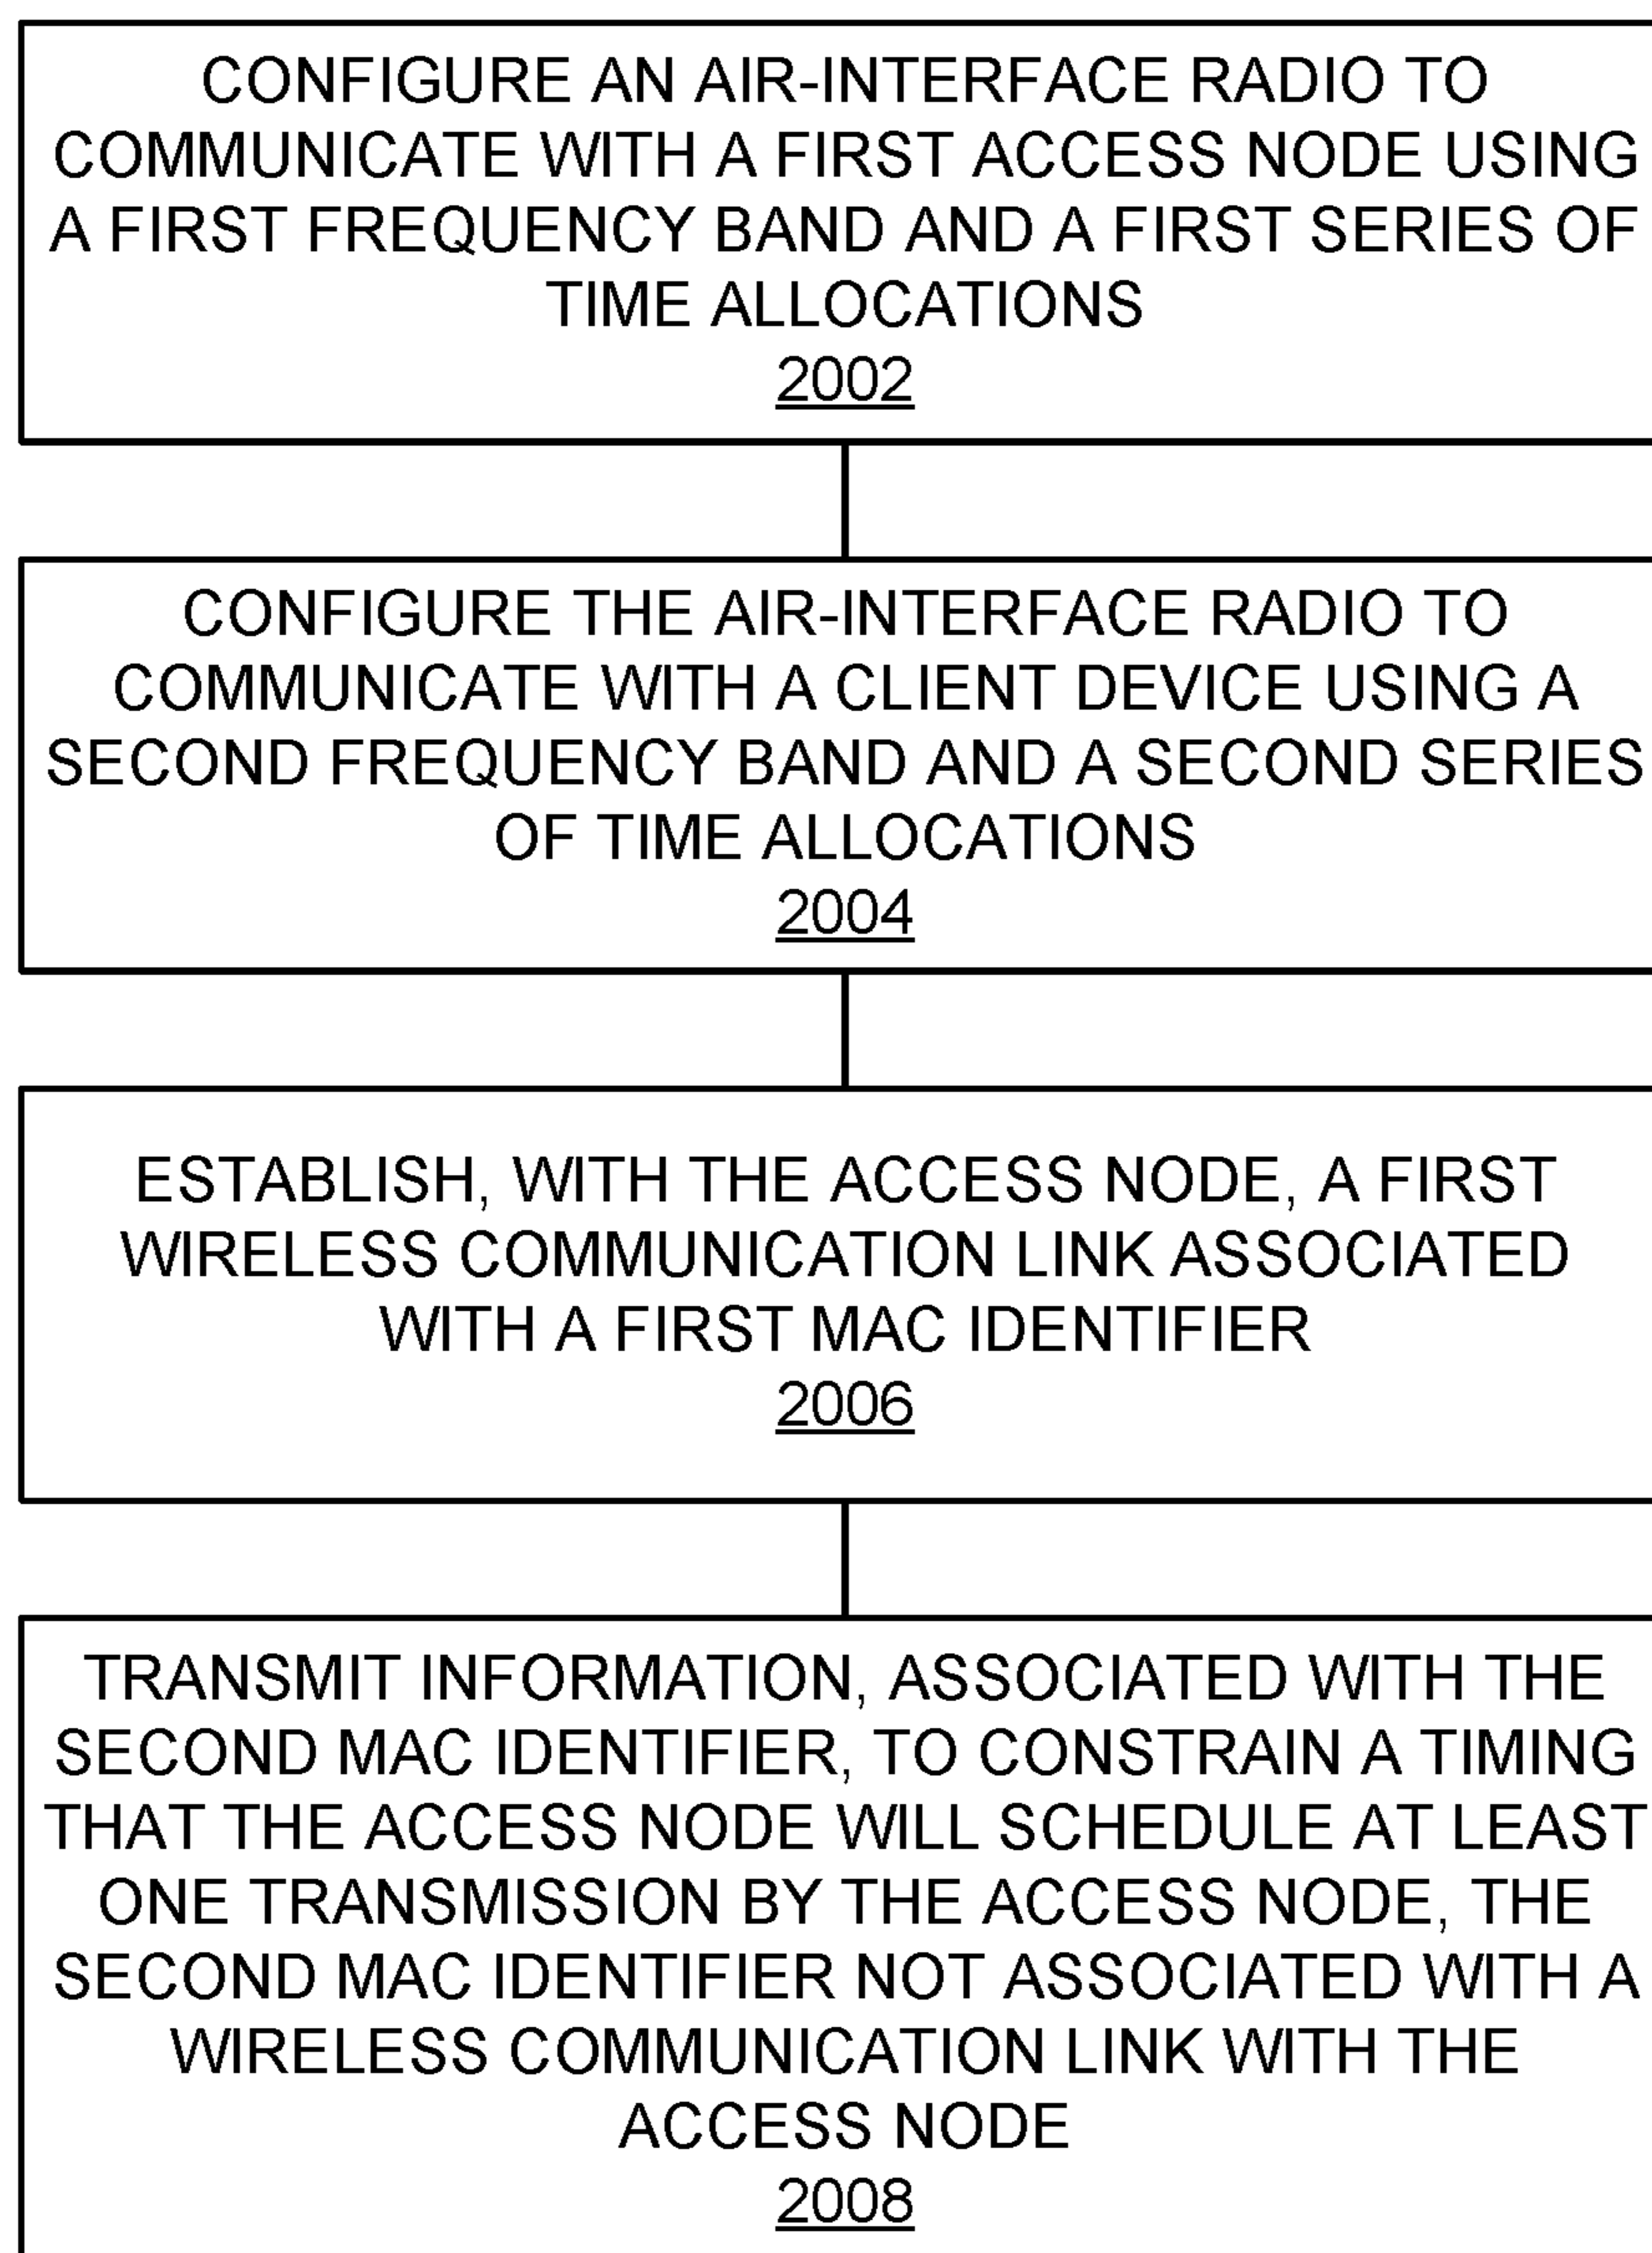 CONFIGURE AN AIR-INTERFACE RADIO TO
COMMUNICATE WITH A FIRST ACCESS NODE USING
A FIRST FREQUENCY BAND AND A FIRST SERIES OF
TIME ALLOCATIONS
2002
CONFIGURE THE AIR-INTERFACE RADIO TO
COMMUNICATE WITH A CLIENT DEVICE USING A
SECOND FREQUENCY BAND AND A SECOND SERIES
OF TIME ALLOCATIONS
2004
ESTABLISH, WITH THE ACCESS NODE, A FIRST
WIRELESS COMMUNICATION LINK ASSOCIATED
WITH A FIRST MAC IDENTIFIER
2006
TRANSMIT INFORMATION, ASSOCIATED WITH THE
SECOND MAC IDENTIFIER, TO CONSTRAIN A TIMING
THAT THE ACCESS NODE WILL SCHEDULE AT LEAST
ONE TRANSMISSION BY THE ACCESS NODE, THE
SECOND MAC IDENTIFIER NOT ASSOCIATED WITH A
WIRELESS COMMUNICATION LINK WITH THE
ACCESS NODE
2008